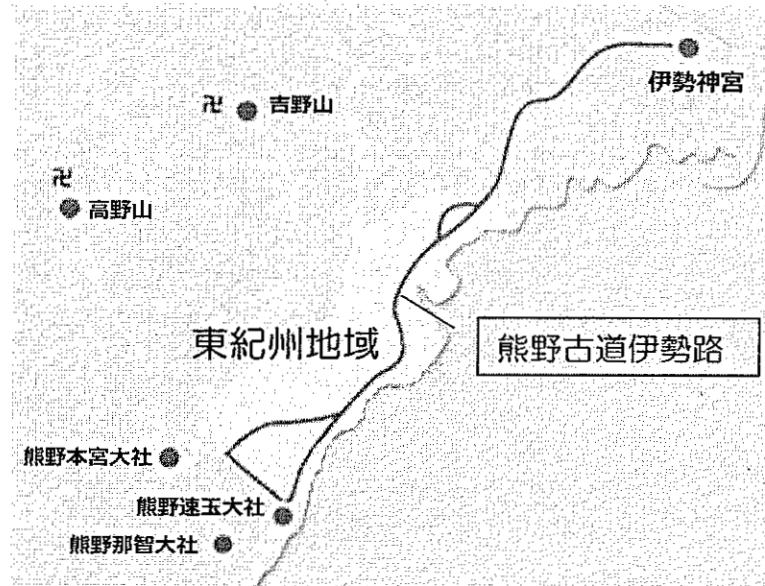 伊勢神宮
卍 吉野山
卍
高野山
東紀州地域
熊野古道伊勢路
熊野本宮大社
熊野速玉大社
熊野那智大社